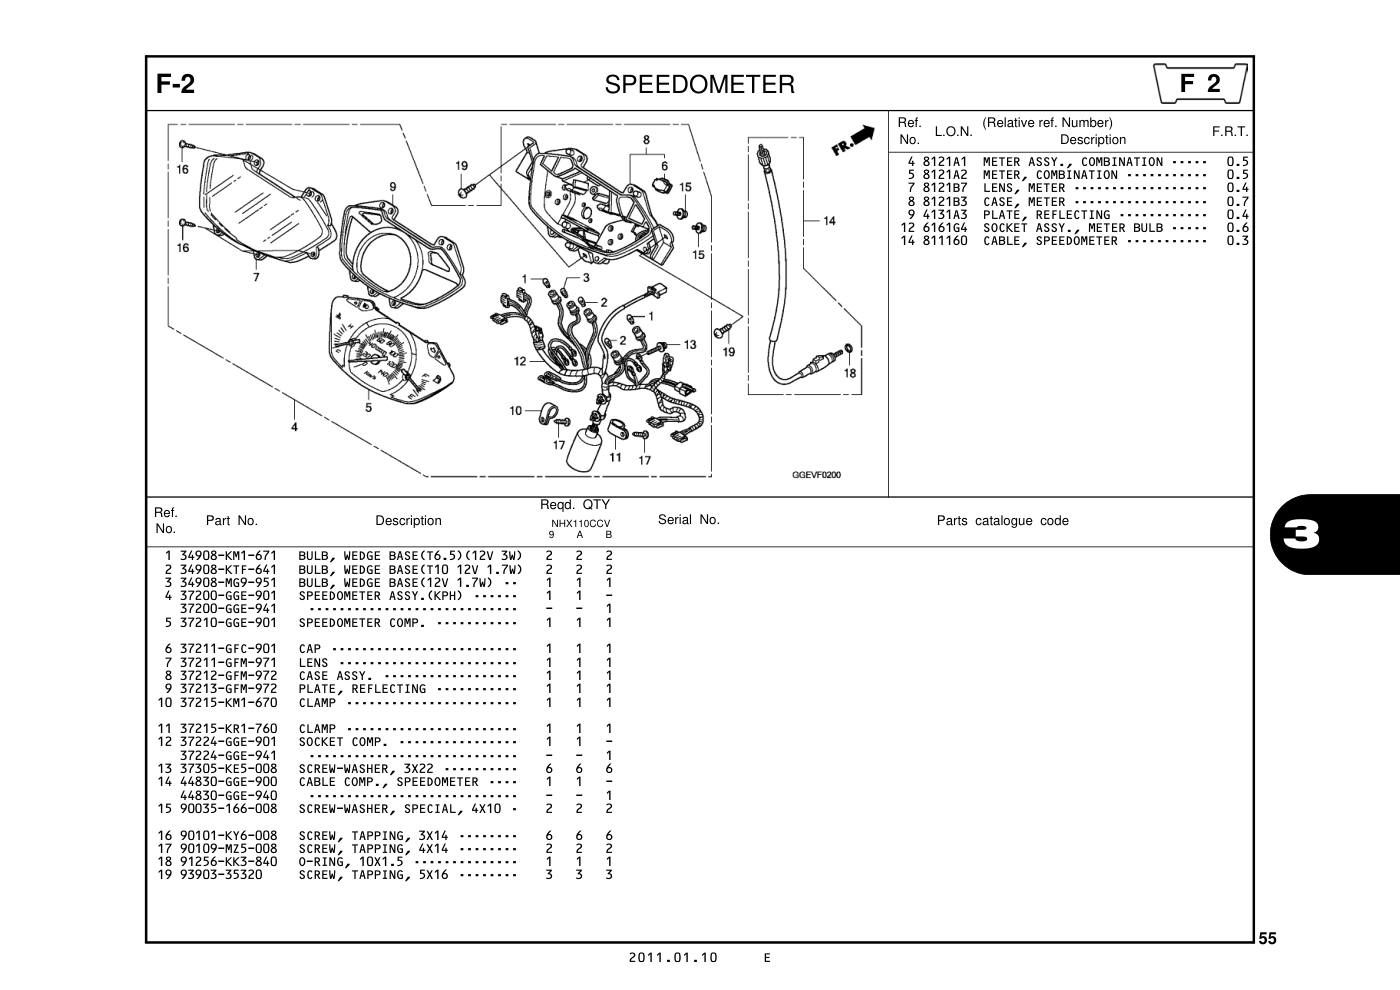 F-2
SPEEDOMETER
F 2
FR.
16
16
7
9
5
4
19
8
6
15
15
1
3
2
1
2
13
12
10
17
11
17
19
14
18
GGEVF0200
Ref. No. L.O.N. (Relative ref. Number) Description F.R.T.
4 8121A1 METER ASSY., COMBINATION ····· 0.5
5 8121A2 METER, COMBINATION ··········· 0.5
7 8121B7 LENS, METER ·················· 0.4
8 8121B3 CASE, METER ·················· 0.7
9 4131A3 PLATE, REFLECTING ············ 0.4
12 6161G4 SOCKET ASSY., METER BULB ····· 0.6
14 811160 CABLE, SPEEDOMETER ··········· 0.3
Ref. No. Part No. Description Reqd. QTY Serial No. Parts catalogue code
NHX110CCV
9 A B
1 34908-KM1-671 BULB, WEDGE BASE(T6.5)(12V 3W) 2 2 2
2 34908-KTF-641 BULB, WEDGE BASE(T10 12V 1.7W) 2 2 2
3 34908-MG9-951 BULB, WEDGE BASE(12V 1.7W) ·· 1 1 1
4 37200-GGE-901 SPEEDOMETER ASSY.(KPH) ······ 1 1 -
37200-GGE-941 ···························· - - 1
5 37210-GGE-901 SPEEDOMETER COMP. ··········· 1 1 1
6 37211-GFC-901 CAP ························· 1 1 1
7 37211-GFM-971 LENS ························ 1 1 1
8 37212-GFM-972 CASE ASSY. ·················· 1 1 1
9 37213-GFM-972 PLATE, REFLECTING ··········· 1 1 1
10 37215-KM1-670 CLAMP ······················· 1 1 1
11 37215-KR1-760 CLAMP ······················· 1 1 1
12 37224-GGE-901 SOCKET COMP. ················ 1 1 -
37224-GGE-941 ···························· - - 1
13 37305-KE5-008 SCREW-WASHER, 3X22 ·········· 6 6 6
14 44830-GGE-900 CABLE COMP., SPEEDOMETER ···· 1 1 -
44830-GGE-940 ···························· - - 1
15 90035-166-008 SCREW-WASHER, SPECIAL, 4X10 · 2 2 2
16 90101-KY6-008 SCREW, TAPPING, 3X14 ········ 6 6 6
17 90109-MZ5-008 SCREW, TAPPING, 4X14 ········ 2 2 2
18 91256-KK3-840 O-RING, 10X1.5 ·············· 1 1 1
19 93903-35320 SCREW, TAPPING, 5X16 ········ 3 3 3
3
55
2011.01.10 E